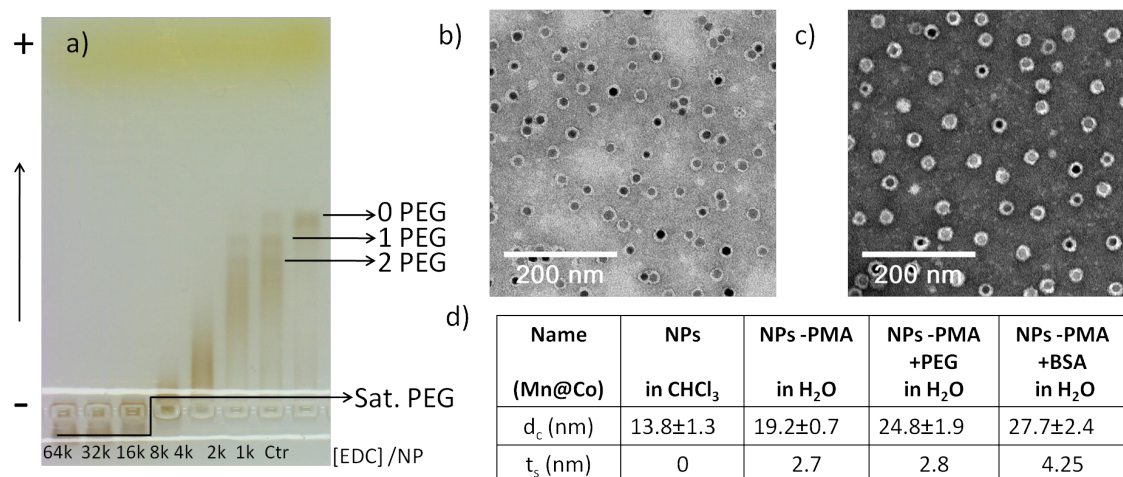 a)
+
0 PEG
1 PEG
2 PEG
Sat. PEG
-
64k 32k 16k 8k 4k 2k 1k Ctr [EDC] /NP
b)
200 nm
c)
200 nm
d)
Name NPs NPs -PMA NPs -PMA NPs -PMA
+PEG +BSA
(Mn@Co) in CHCl₃ in H₂O in H₂O in H₂O
d꜀ (nm) 13.8±1.3 19.2±0.7 24.8±1.9 27.7±2.4
tₛ (nm) 0 2.7 2.8 4.25